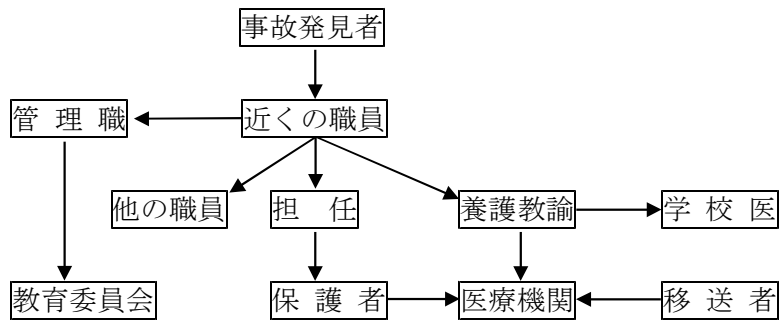 事故発見者
管理職
近くの職員
他の職員
担任
養護教諭
学校医
教育委員会
保護者
医療機関
移送者